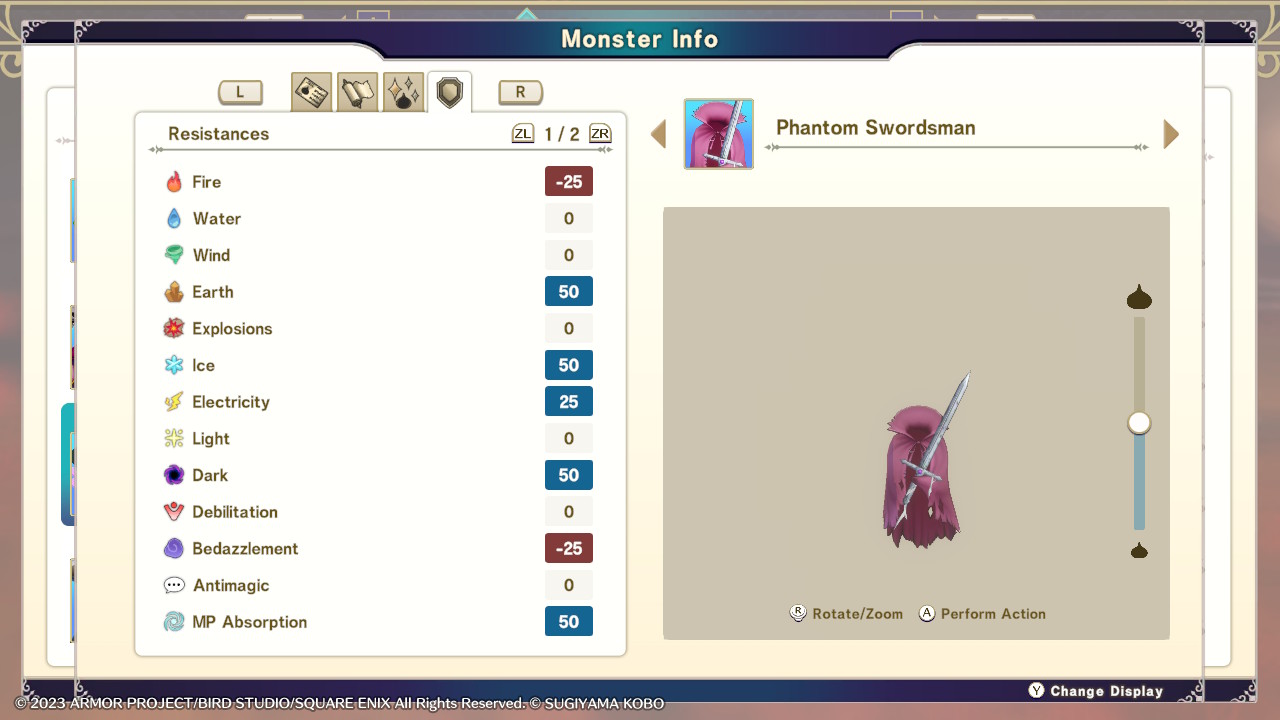 Monster Info
L
R
Resistances
ZL 1 / 2 ZR
Fire -25
Water 0
Wind 0
Earth 50
Explosions 0
Ice 50
Electricity 25
Light 0
Dark 50
Debilitation 0
Bedazzlement -25
Antimagic 0
MP Absorption 50
Phantom Swordsman
R Rotate/Zoom A Perform Action
Y Change Display
© 2023 ARMOR PROJECT/BIRD STUDIO/SQUARE ENIX All Rights Reserved. © SUGIYAMA KOBO